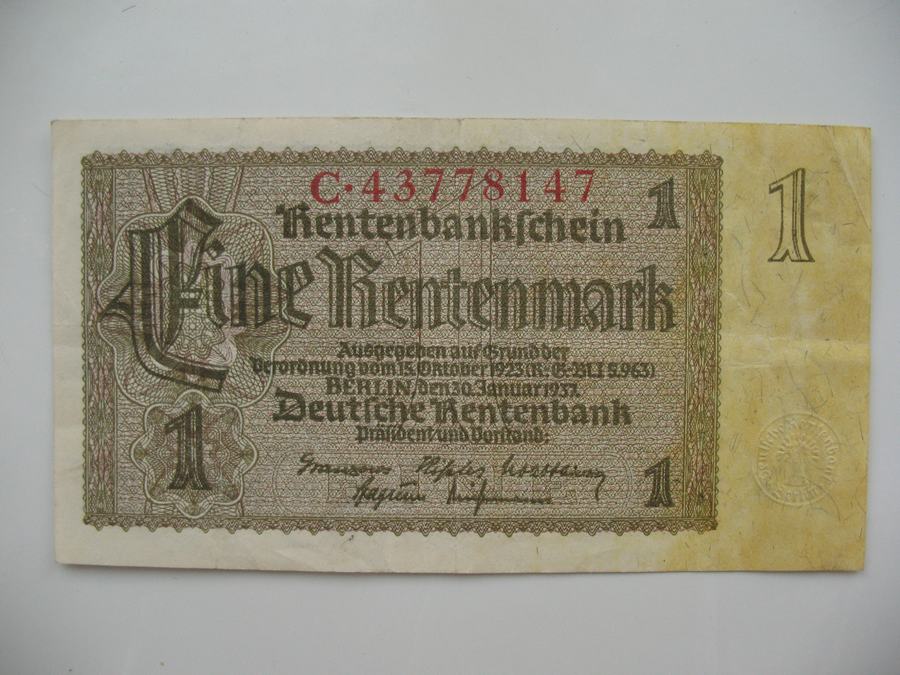 C·43778147
Rentenbankschein
1
1
Eine Rentenmark
Ausgegeben auf Grund der
Verordnung vom 15. Oktober 1923 (R.-G-Bl. I S. 963)
BERLIN, den 30. Januar 1937
Deutsche Rentenbank
Präsident und Vorstand:
1
1